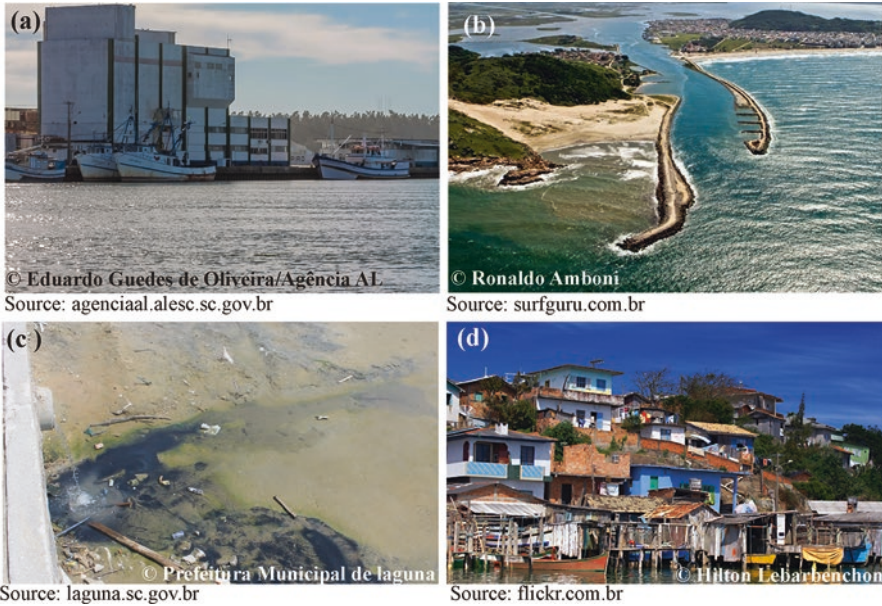 (a)
© Eduardo Guedes de Oliveira/Agência AL
Source: agenciaal.alesc.sc.gov.br
(b)
© Ronaldo Amboni
Source: surfguru.com.br
(c )
© Prefeitura Municipal de laguna
Source: laguna.sc.gov.br
(d)
© Hilton Lebarbenchon
Source: flickr.com.br